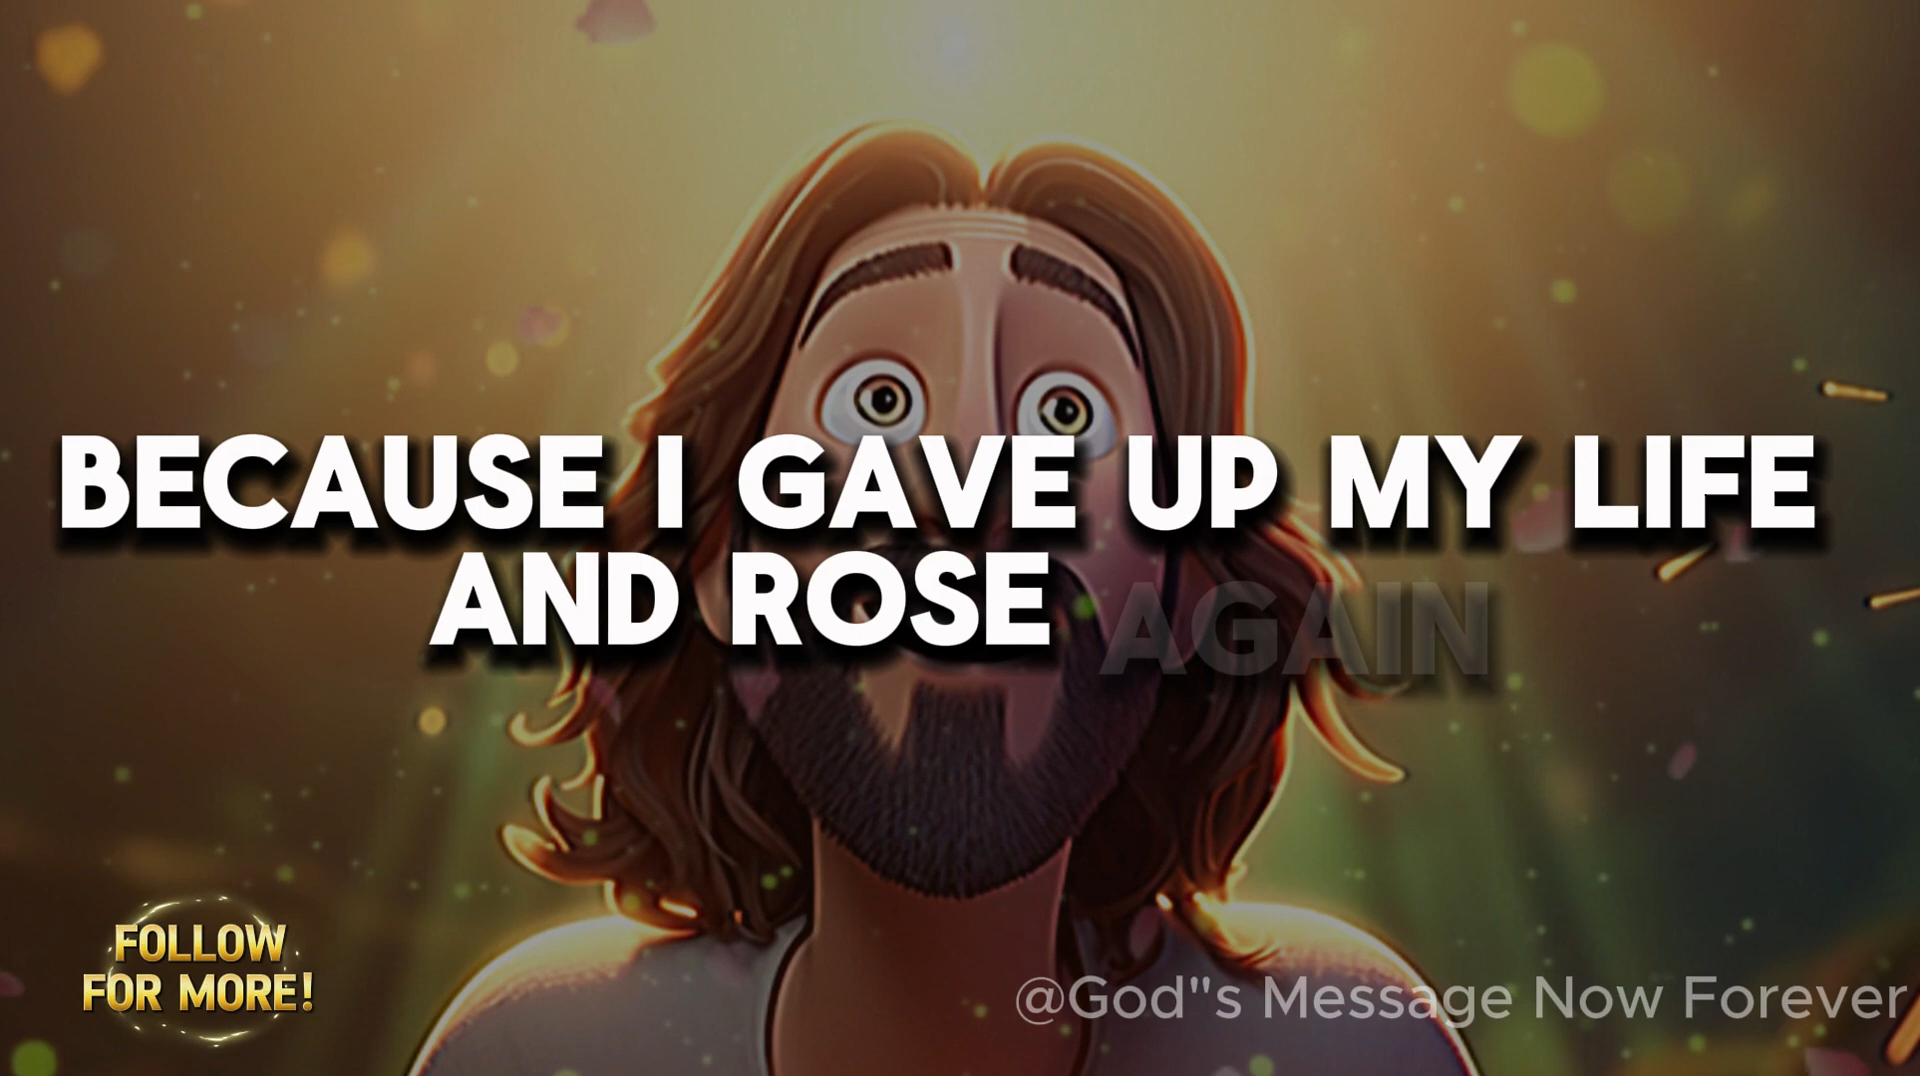 BECAUSE I GAVE UP MY LIFE
AND ROSE AGAIN
FOLLOW
FOR MORE!
@God"s Message Now Forever